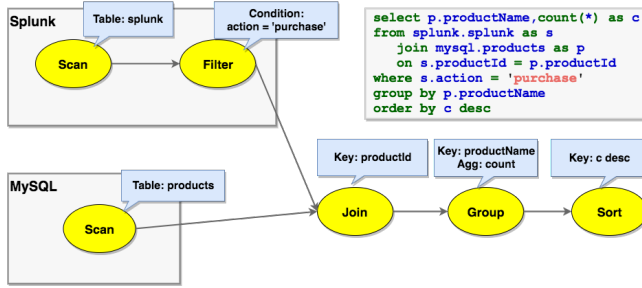 Splunk
Table: splunk
Scan
Condition:
action = 'purchase'
Filter
select p.productName,count(*) as c
from splunk.splunk as s
join mysql.products as p
on s.productId = p.productId
where s.action = 'purchase'
group by p.productName
order by c desc
MySQL
Table: products
Scan
Key: productId
Join
Key: productName
Agg: count
Group
Key: c desc
Sort